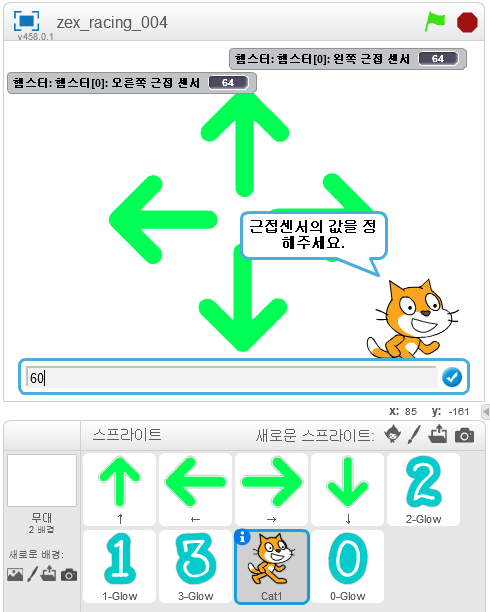 zex_racing_004
v458.0.1
햄스터: 햄스터[0]: 왼쪽 근접 센서 64
햄스터: 햄스터[0]: 오른쪽 근접 센서 64
근접센서의 값을 정
해주세요.
60
x: 85 y: -161
스프라이트 새로운 스프라이트:
무대
2 배경
새로운 배경:
↑ ← → ↓ 2-Glow
1-Glow 3-Glow Cat1 0-Glow